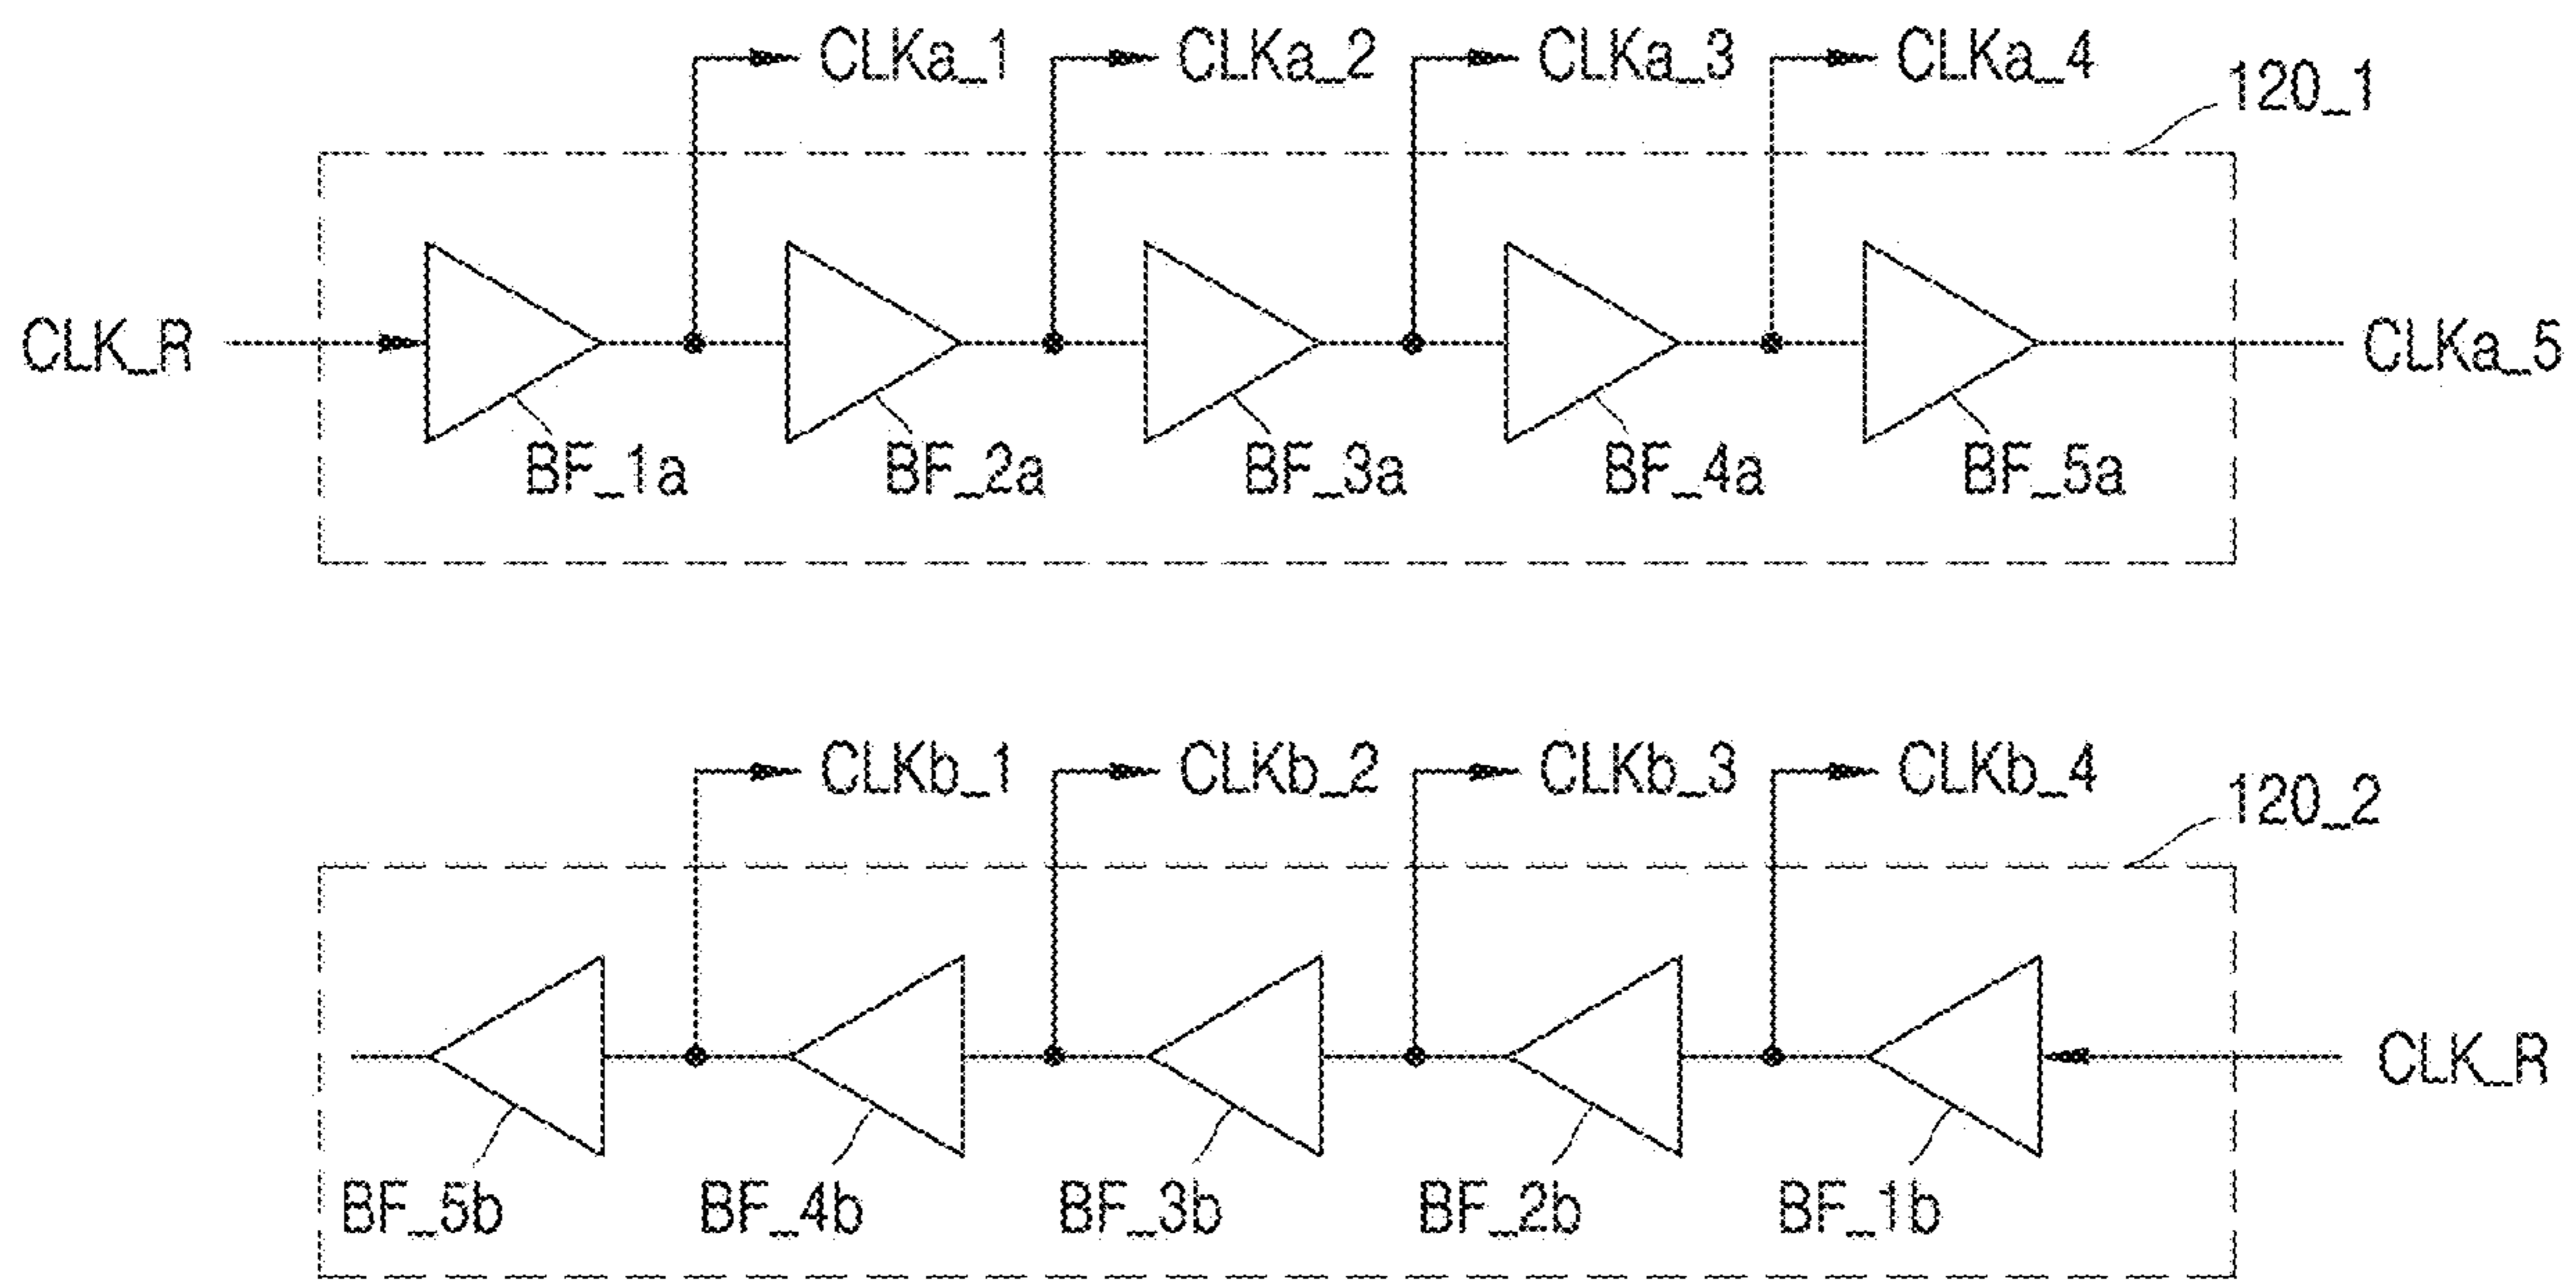 CLKa_1 CLKa_2 CLKa_3 CLKa_4
120_1
CLK_R CLKa_5
BF_1a BF_2a BF_3a BF_4a BF_5a
CLKb_1 CLKb_2 CLKb_3 CLKb_4
120_2
CLK_R
BF_5b BF_4b BF_3b BF_2b BF_1b